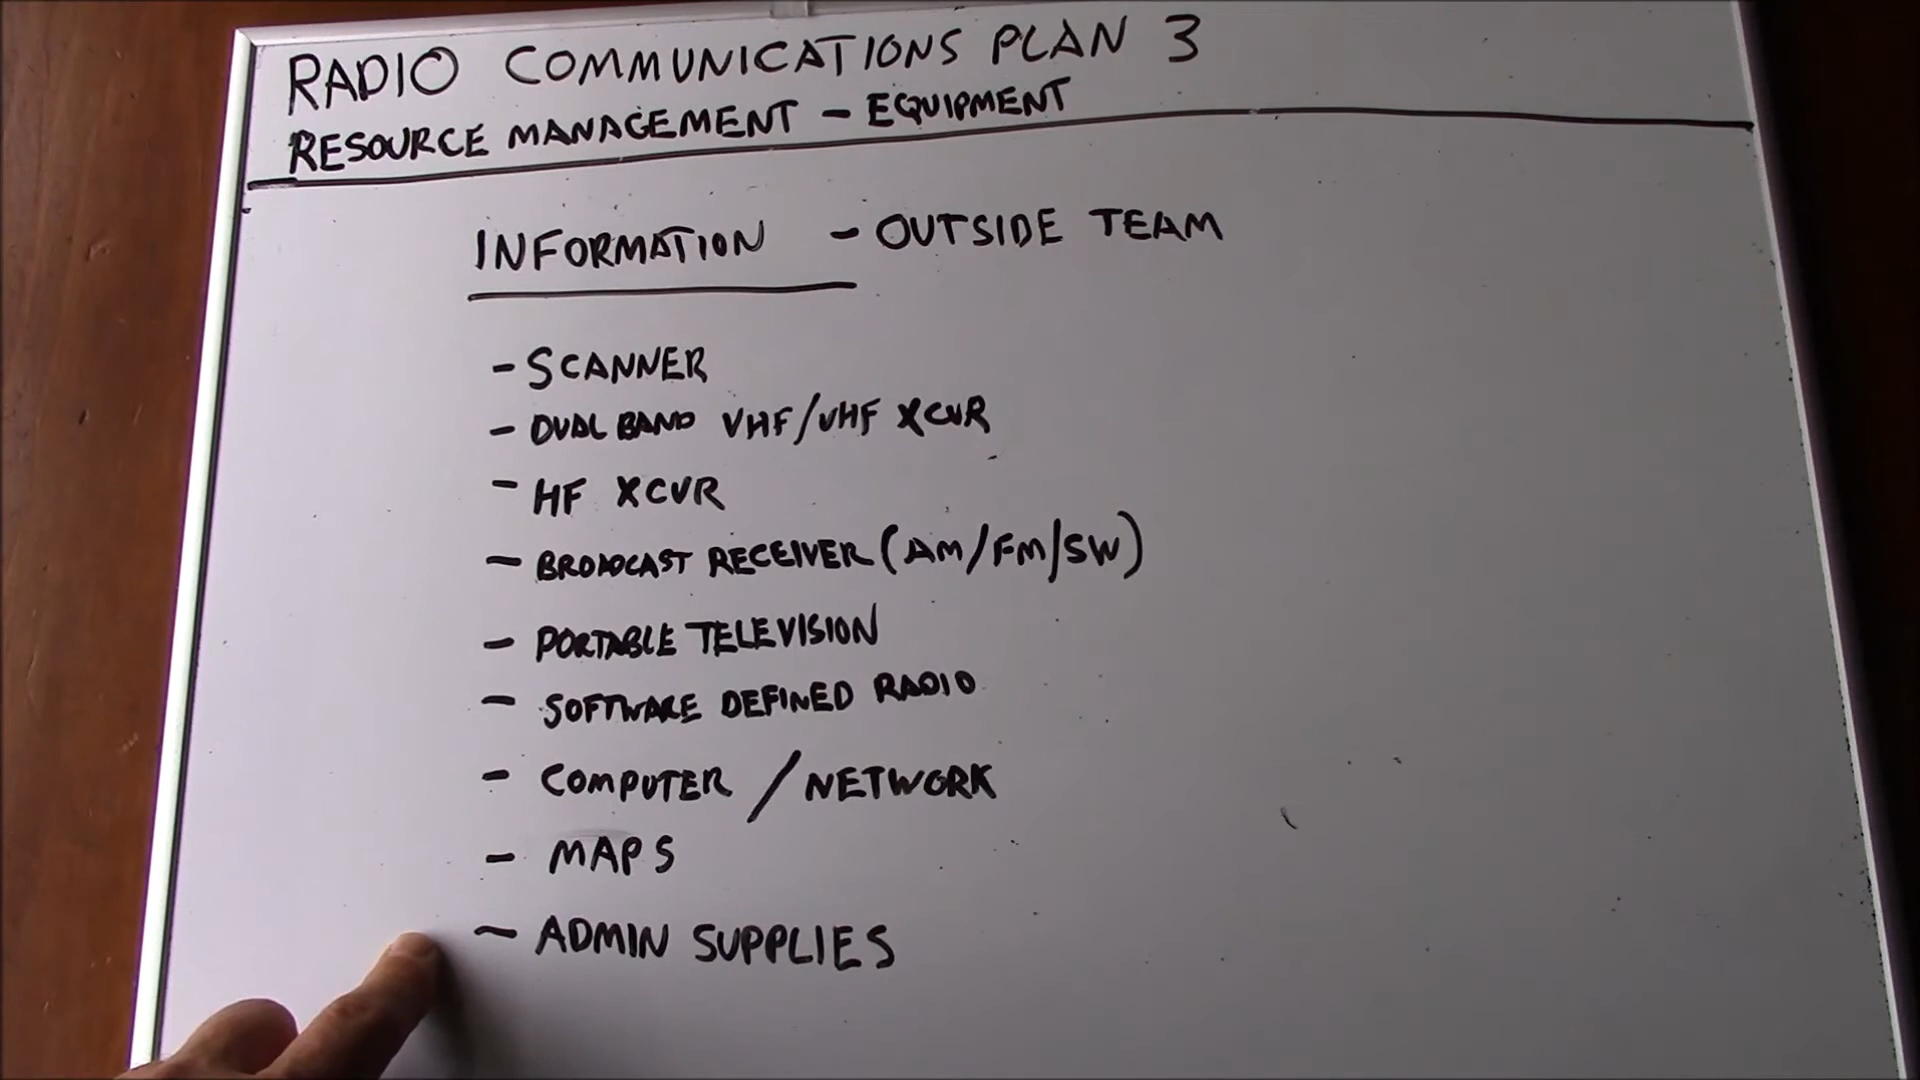 RADIO COMMUNICATIONS PLAN 3
RESOURCE MANAGEMENT - EQUIPMENT
INFORMATION - OUTSIDE TEAM
- SCANNER
- DUAL BAND VHF/UHF XCVR
- HF XCVR
- BROADCAST RECEIVER (AM/FM/SW)
- PORTABLE TELEVISION
- SOFTWARE DEFINED RADIO
- COMPUTER / NETWORK
- MAPS
- ADMIN SUPPLIES